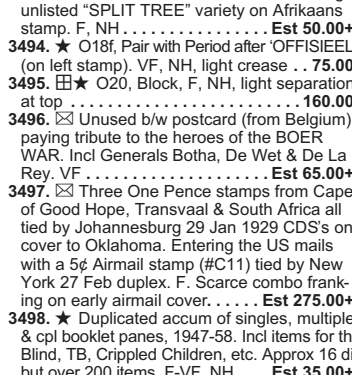 unlisted “SPLIT TREE” variety on Afrikaans
stamp. F, NH . . . . . . . . . . . . . . . Est 50.00+
3494. ★ O18f, Pair with Period after ‘OFFISIEEL
(on left stamp). VF, NH, light crease . . 75.00
3495. ⊞★ O20, Block, F, NH, light separation
at top . . . . . . . . . . . . . . . . . . . . . . 160.00
3496. ✉ Unused b/w postcard (from Belgium)
paying tribute to the heroes of the BOER
WAR. Incl Generals Botha, De Wet & De La
Rey. VF . . . . . . . . . . . . . . . . . . Est 65.00+
3497. ✉ Three One Pence stamps from Cape
of Good Hope, Transvaal & South Africa all
tied by Johannesburg 29 Jan 1929 CDS’s on
cover to Oklahoma. Entering the US mails
with a 5¢ Airmail stamp (#C11) tied by New
York 27 Feb duplex. F. Scarce combo frank-
ing on early airmail cover. . . . . . Est 275.00+
3498. ★ Duplicated accum of singles, multiple
& cpl booklet panes, 1947-58. Incl items for th
Blind, TB, Crippled Children, etc. Approx 16 di
but over 200 items. F-VF, NH . . . Est 35.00+